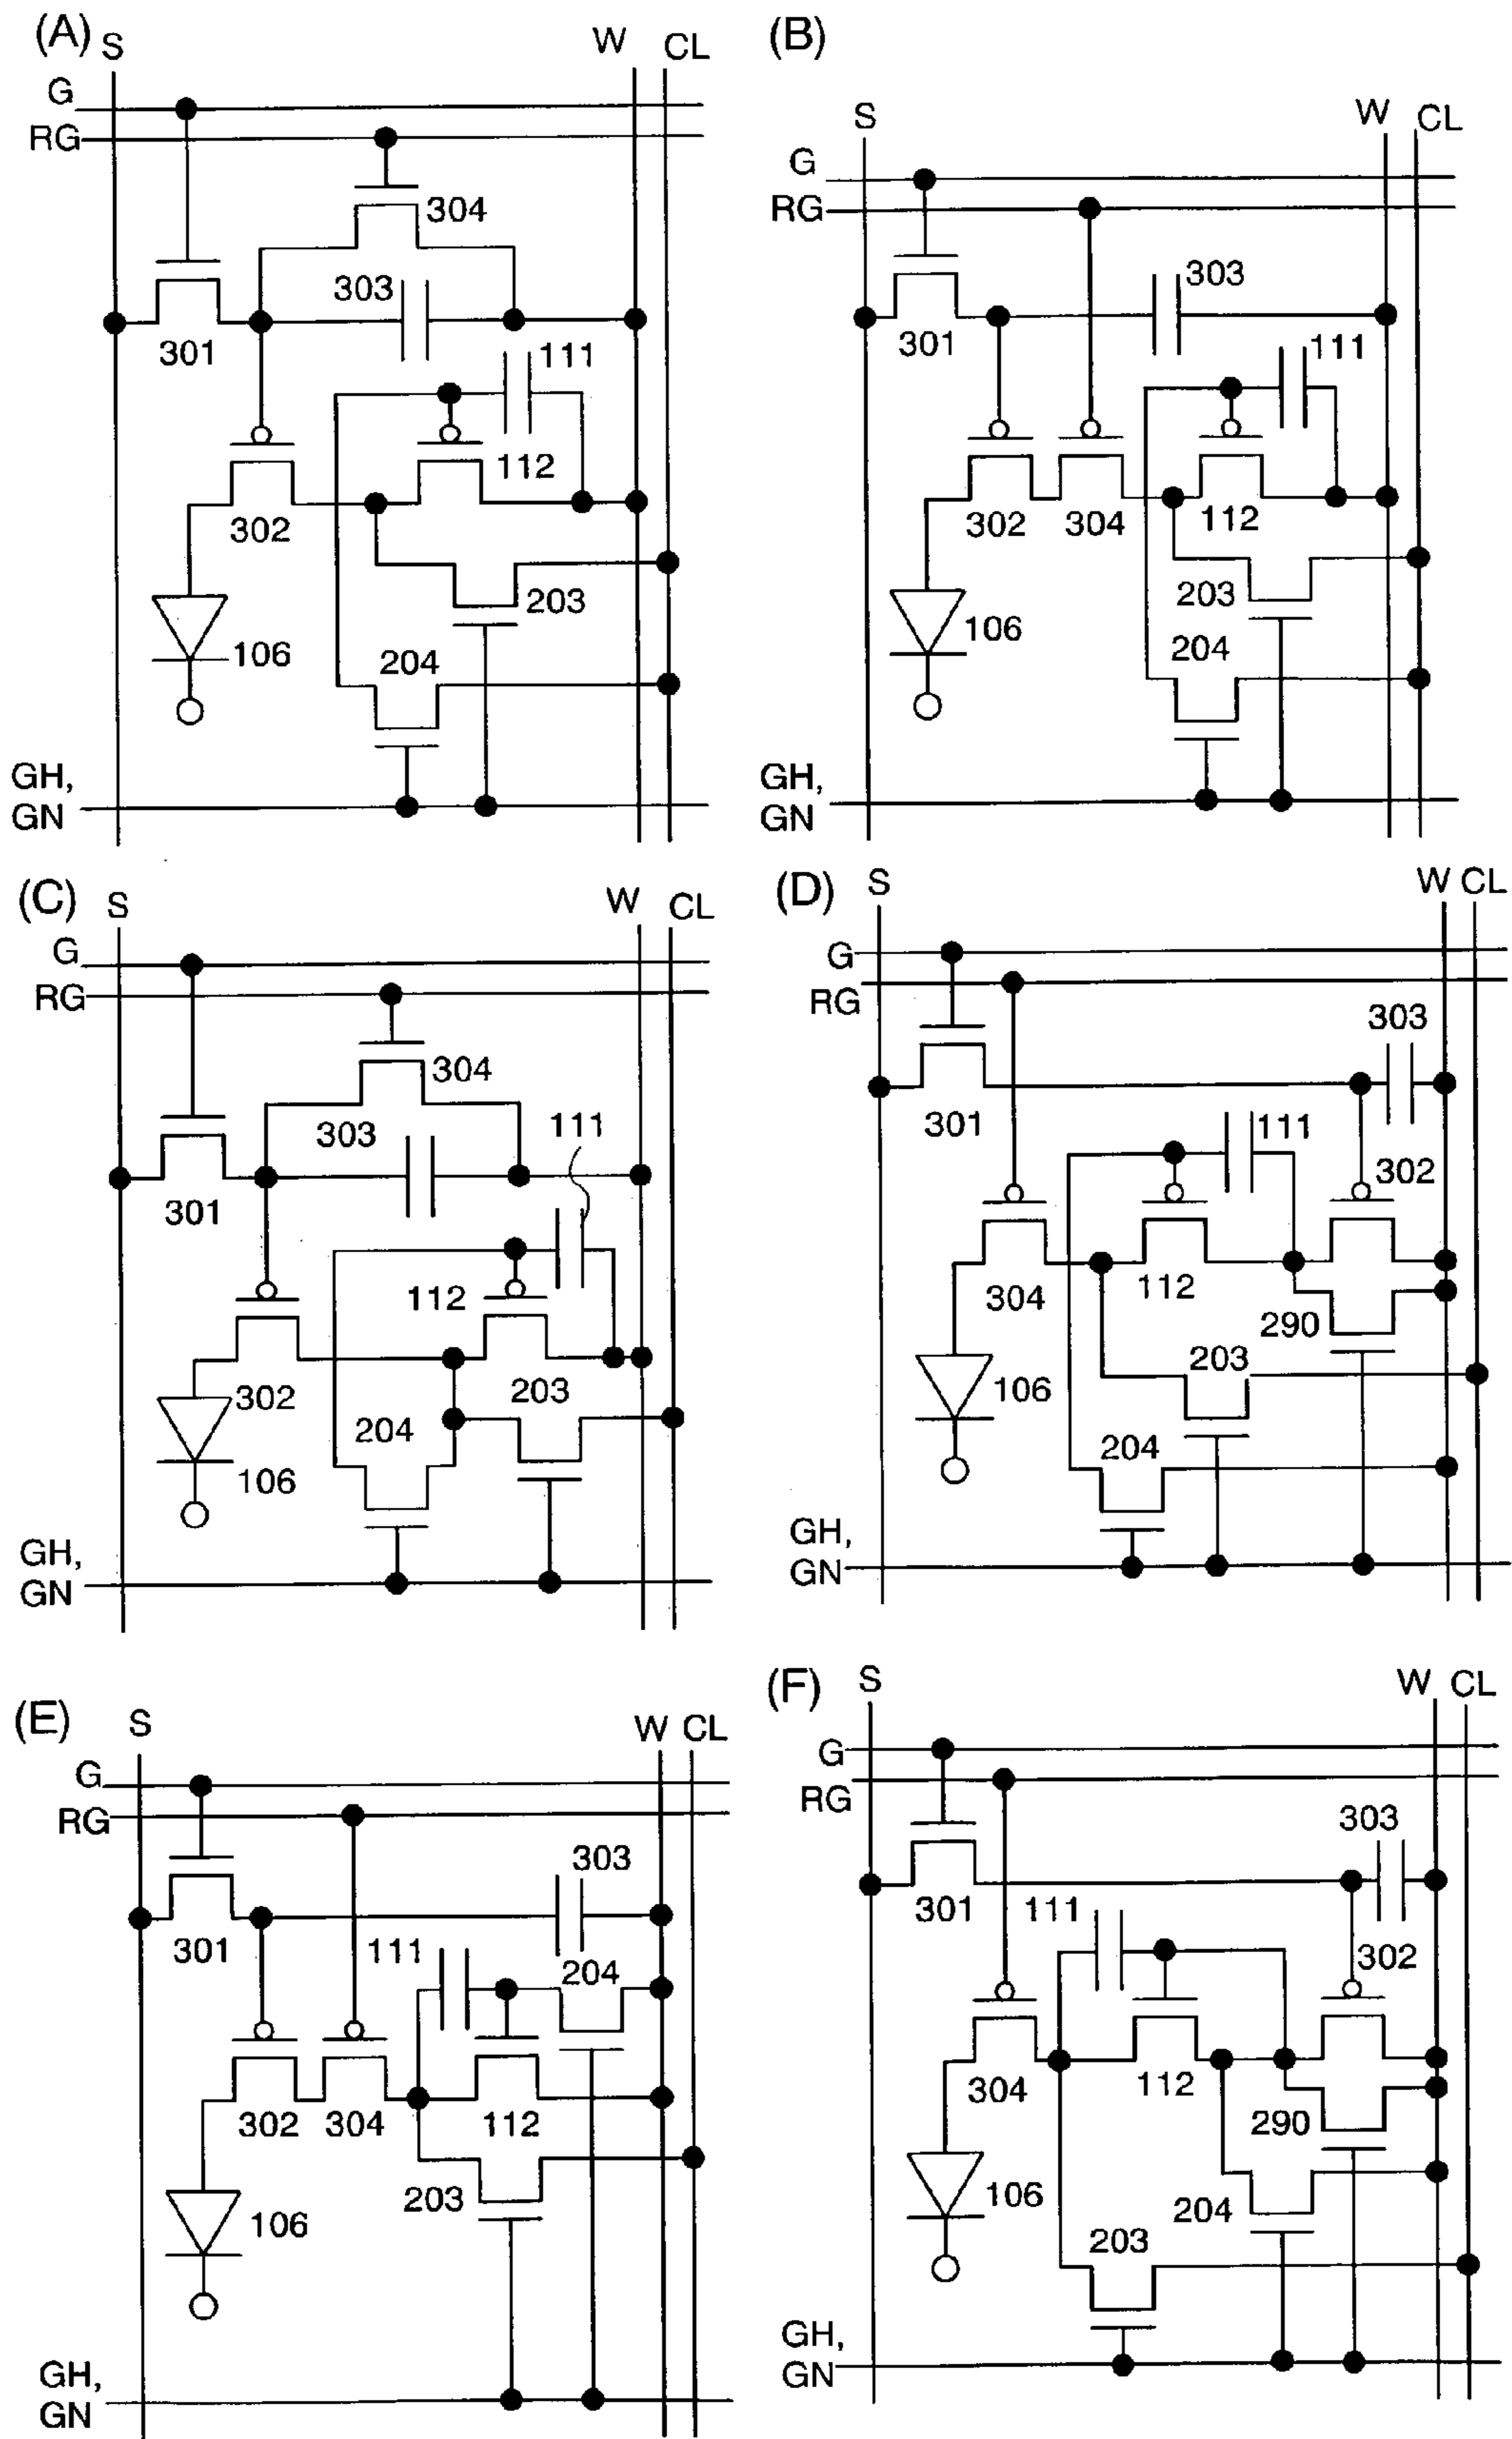 (A)
S
W
CL
G
RG
304
303
301
111
112
302
203
106
204
GH,
GN
(B)
S
W
CL
G
RG
303
301
111
302
304
112
203
106
204
GH,
GN
(C)
S
W
CL
G
RG
304
303
111
301
112
302
203
204
106
GH,
GN
(D)
S
W
CL
G
RG
303
301
111
302
304
112
290
203
106
204
GH,
GN
(E)
S
W
CL
G
RG
303
301
111
204
302
304
112
203
106
GH,
GN
(F)
S
W
CL
G
RG
303
301
111
302
304
112
290
106
204
203
GH,
GN